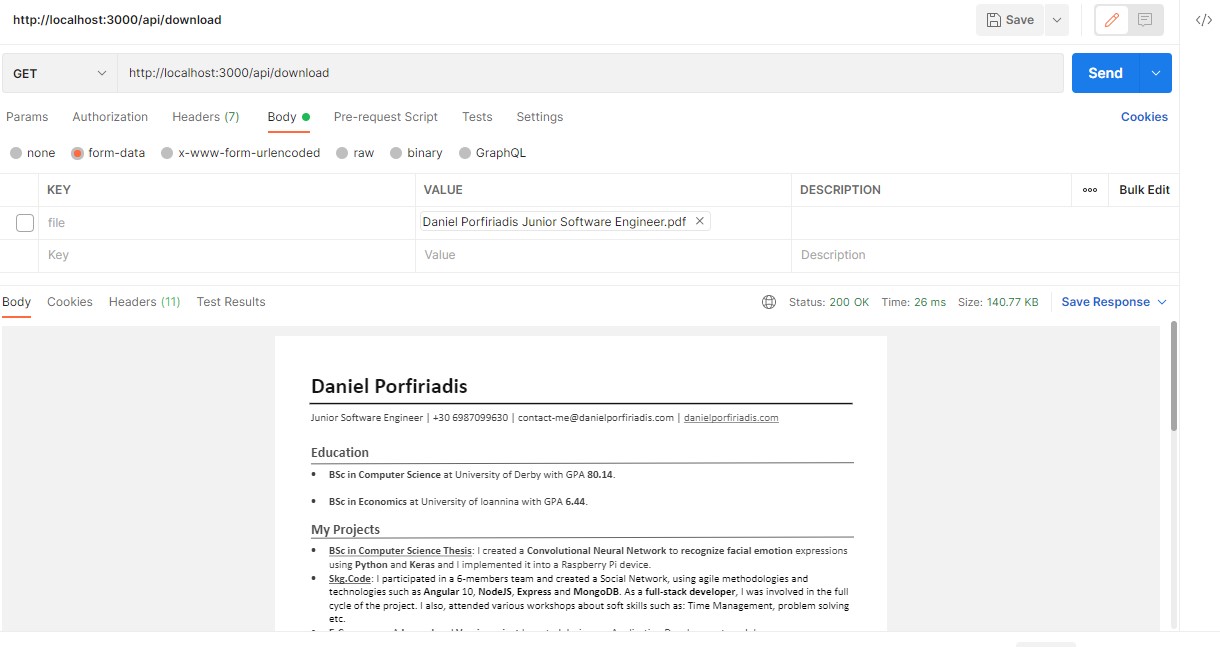 http://localhost:3000/api/download
Save
GET
http://localhost:3000/api/download
Send
Params Authorization Headers (7) Body Pre-request Script Tests Settings
Cookies
none form-data x-www-form-urlencoded raw binary GraphQL
KEY VALUE DESCRIPTION ooo Bulk Edit
file Daniel Porfiriadis Junior Software Engineer.pdf
Key Value Description
Body Cookies Headers (11) Test Results
Status: 200 OK Time: 26 ms Size: 140.77 KB Save Response
Daniel Porfiriadis
Junior Software Engineer | +30 6987099630 | contact-me@danielporfiriadis.com | danielporfiriadis.com
Education
• BSc in Computer Science at University of Derby with GPA 80.14.
• BSc in Economics at University of Ioannina with GPA 6.44.
My Projects
• BSc in Computer Science Thesis: I created a Convolutional Neural Network to recognize facial emotion expressions
using Python and Keras and I implemented it into a Raspberry Pi device.
• Skg.Code: I participated in a 6-members team and created a Social Network, using agile methodologies and
technologies such as Angular 10, NodeJS, Express and MongoDB. As a full-stack developer, I was involved in the full
cycle of the project. I also, attended various workshops about soft skills such as: Time Management, problem solving
etc.